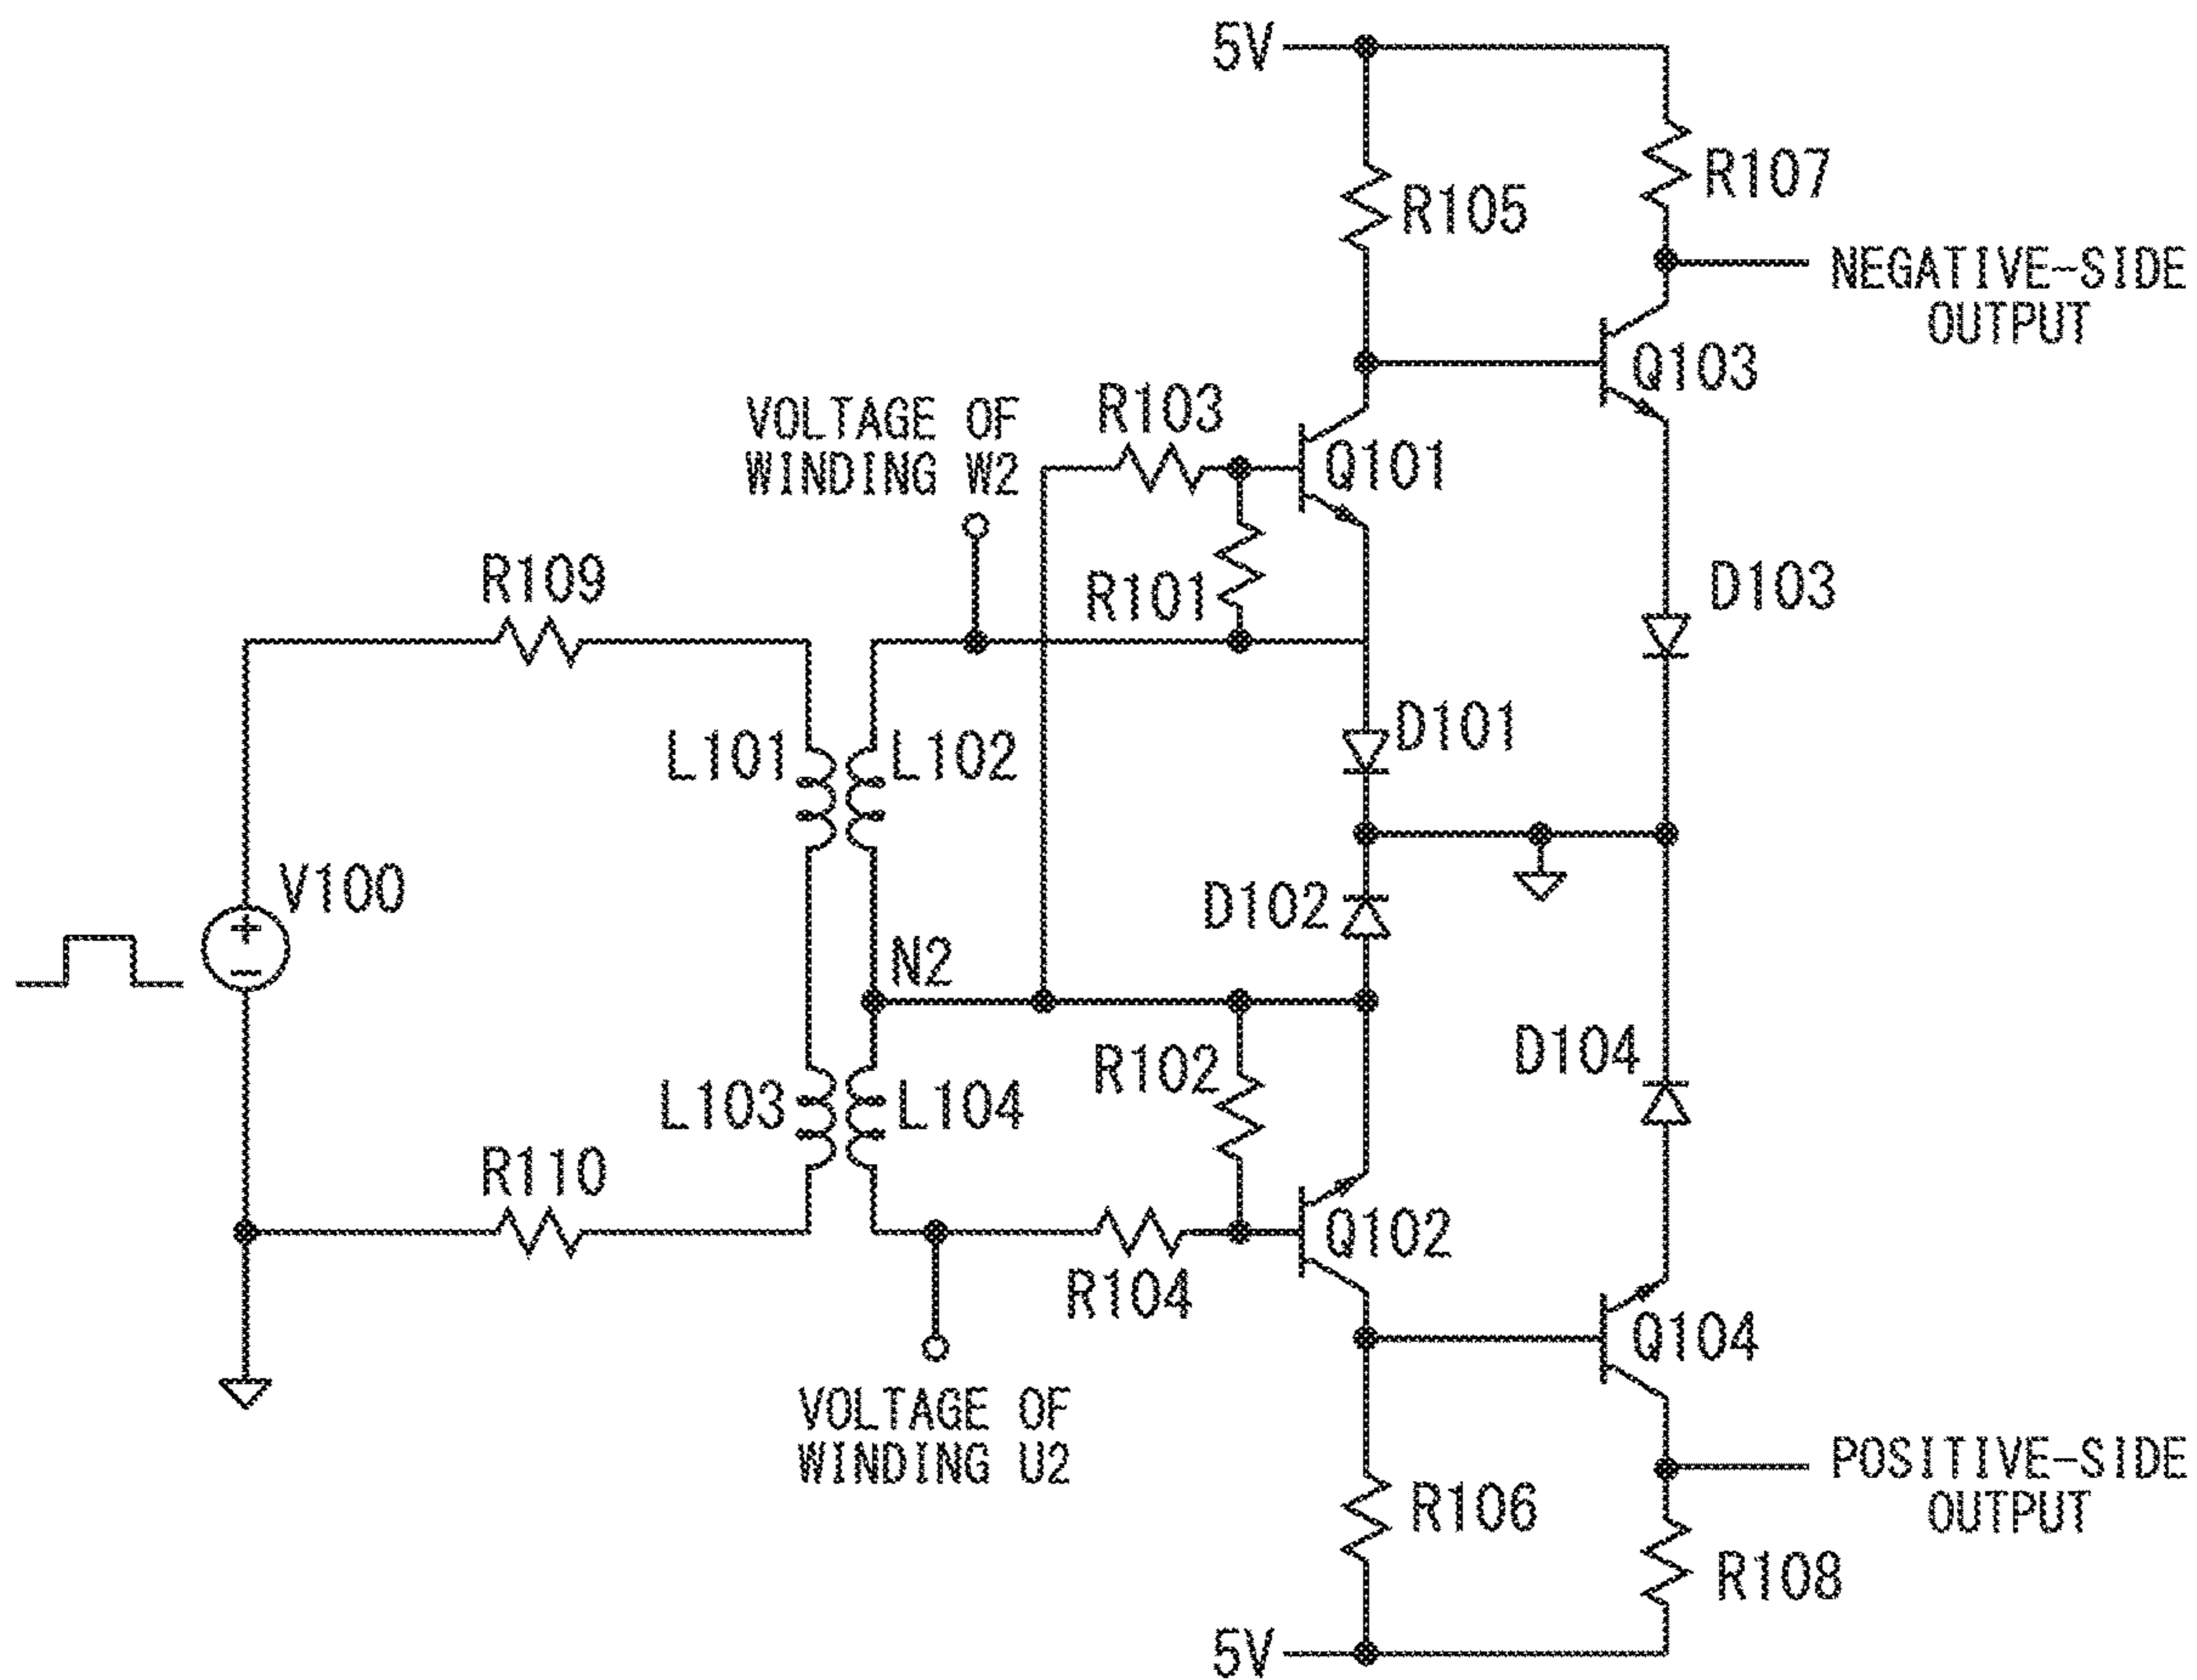 5V
R107
R105
NEGATIVE-SIDE
OUTPUT
Q103
R103
VOLTAGE OF
WINDING W2
Q101
R109
R101
D103
D101
L101
L102
V100
+
−
D102
N2
D104
R102
L103
L104
R110
Q102
R104
Q104
VOLTAGE OF
WINDING U2
POSITIVE-SIDE
OUTPUT
R106
R108
5V